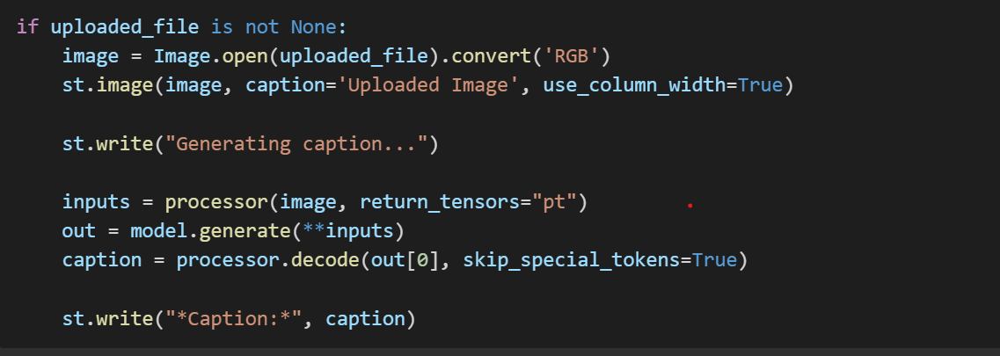 if uploaded_file is not None:
    image = Image.open(uploaded_file).convert('RGB')
    st.image(image, caption='Uploaded Image', use_column_width=True)

    st.write("Generating caption...")

    inputs = processor(image, return_tensors="pt")
    out = model.generate(**inputs)
    caption = processor.decode(out[0], skip_special_tokens=True)

    st.write("*Caption:*", caption)